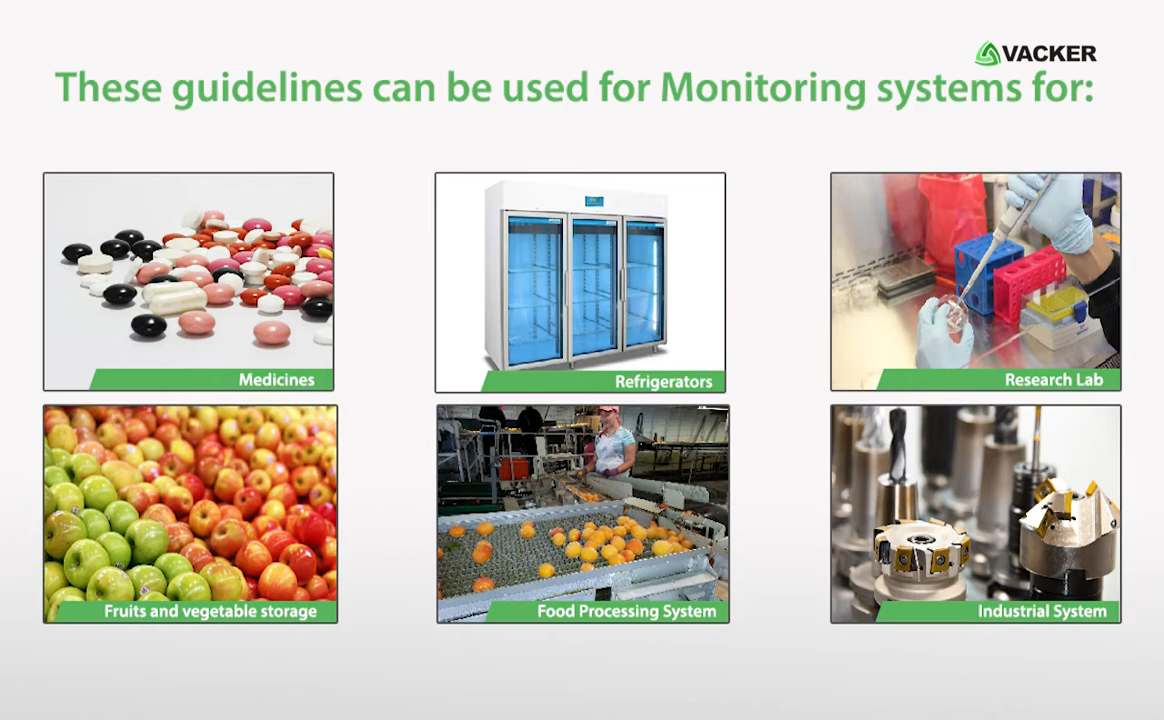 VACKER
These guidelines can be used for Monitoring systems for:
Medicines
Refrigerators
Research Lab
Fruits and vegetable storage
Food Processing System
Industrial System